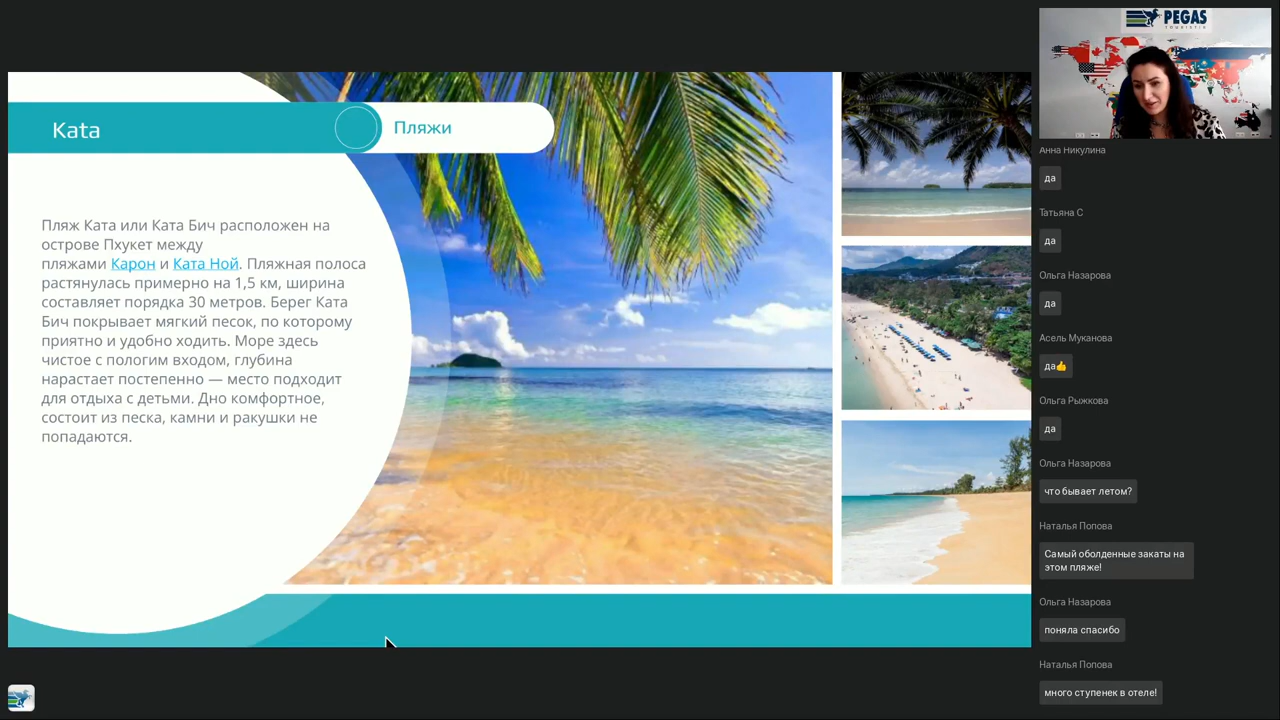 Kata
Пляжи
Пляж Ката или Ката Бич расположен на
острове Пхукет между
пляжами Карон и Ката Ной. Пляжная полоса
растянулась примерно на 1,5 км, ширина
составляет порядка 30 метров. Берег Ката
Бич покрывает мягкий песок, по которому
приятно и удобно ходить. Море здесь
чистое с пологим входом, глубина
нарастает постепенно — место подходит
для отдыха с детьми. Дно комфортное,
состоит из песка, камни и ракушки не
попадаются.
PEGAS
TOURISTIK
Анна Никулина
да
Татьяна С
да
Ольга Назарова
да
Асель Муканова
да👍
Ольга Рыжкова
да
Ольга Назарова
что бывает летом?
Наталья Попова
Самый оболденные закаты на
этом пляже!
Ольга Назарова
поняла спасибо
Наталья Попова
много ступенек в отеле!